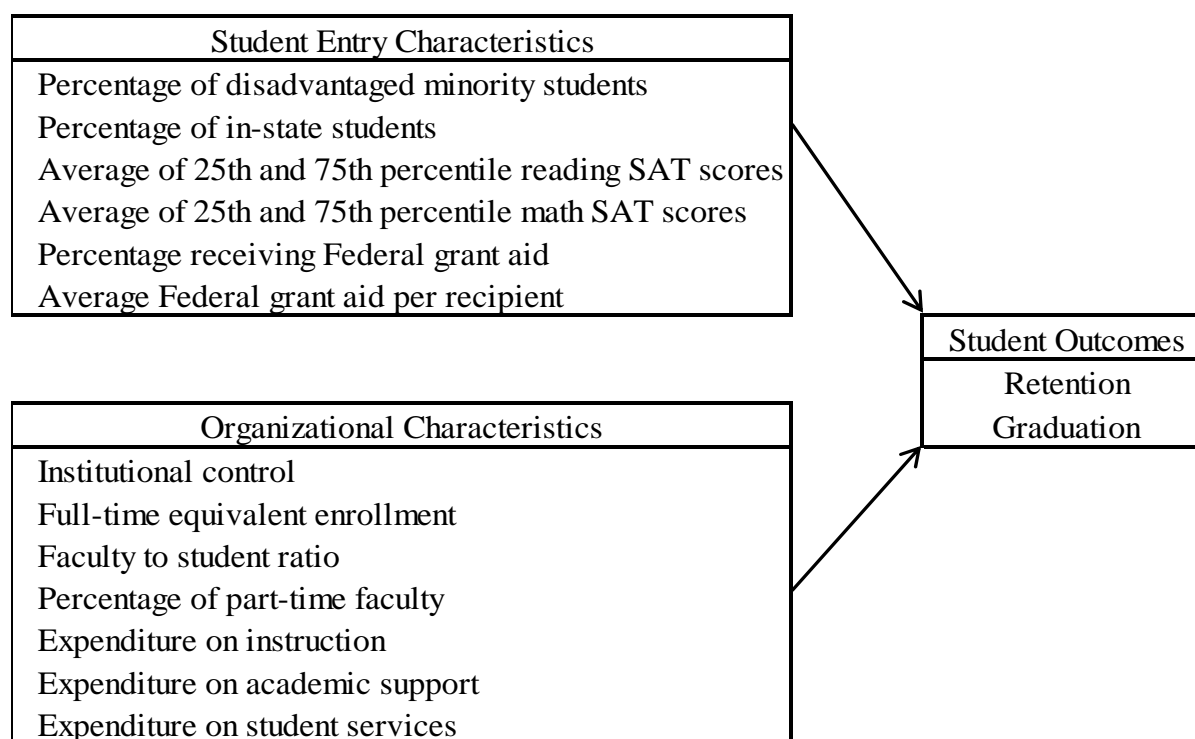 Student Entry Characteristics
Percentage of disadvantaged minority students
Percentage of in-state students
Average of 25th and 75th percentile reading SAT scores
Average of 25th and 75th percentile math SAT scores
Percentage receiving Federal grant aid
Average Federal grant aid per recipient
Student Outcomes
Retention
Graduation
Organizational Characteristics
Institutional control
Full-time equivalent enrollment
Faculty to student ratio
Percentage of part-time faculty
Expenditure on instruction
Expenditure on academic support
Expenditure on student services